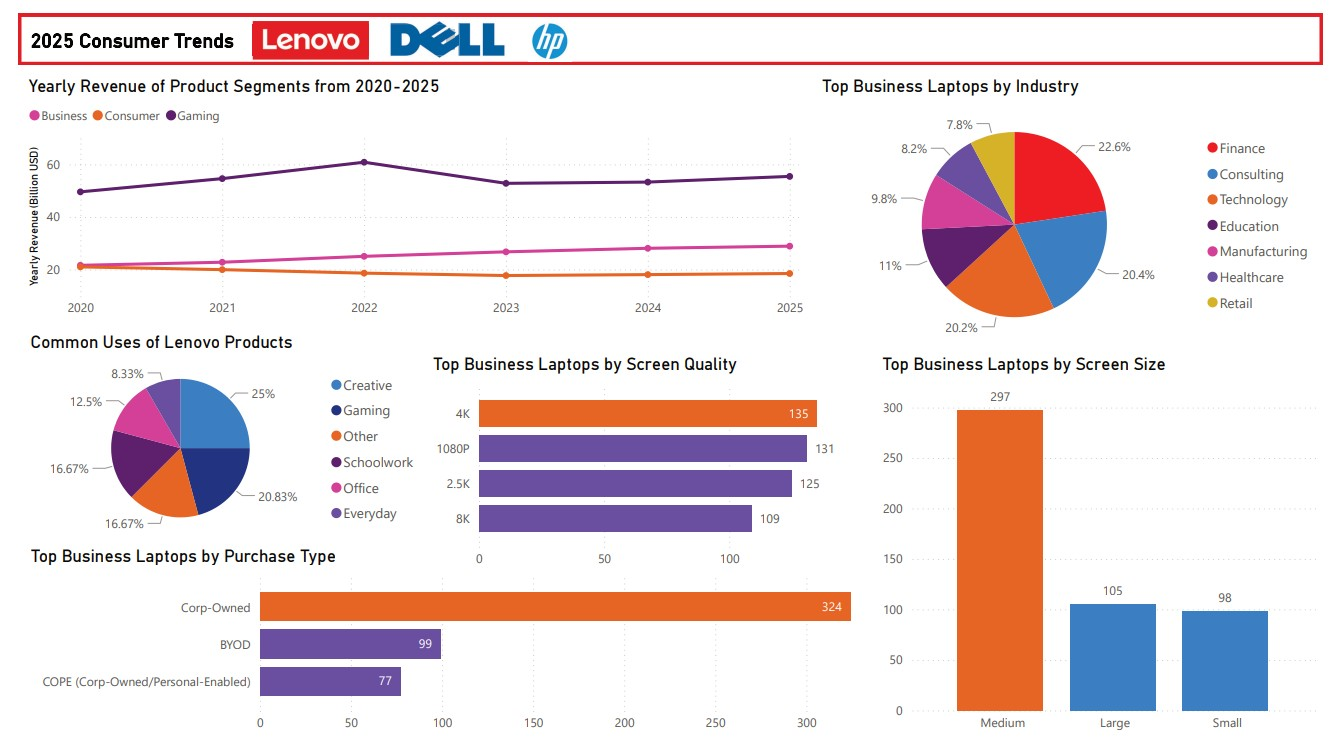 2025 Consumer Trends
Lenovo
DELL
hp
Yearly Revenue of Product Segments from 2020-2025
Business Consumer Gaming
Yearly Revenue (Billion USD)
60
40
20
2020 2021 2022 2023 2024 2025
Top Business Laptops by Industry
7.8%
22.6%
8.2%
9.8%
11%
20.4%
20.2%
Finance
Consulting
Technology
Education
Manufacturing
Healthcare
Retail
Common Uses of Lenovo Products
8.33%
25%
12.5%
16.67%
20.83%
16.67%
Creative
Gaming
Other
Schoolwork
Office
Everyday
Top Business Laptops by Screen Quality
4K 135
1080P 131
2.5K 125
8K 109
0 50 100
Top Business Laptops by Screen Size
300
250
200
150
100
50
0
297
105
98
Medium Large Small
Top Business Laptops by Purchase Type
Corp-Owned 324
BYOD 99
COPE (Corp-Owned/Personal-Enabled) 77
0 50 100 150 200 250 300